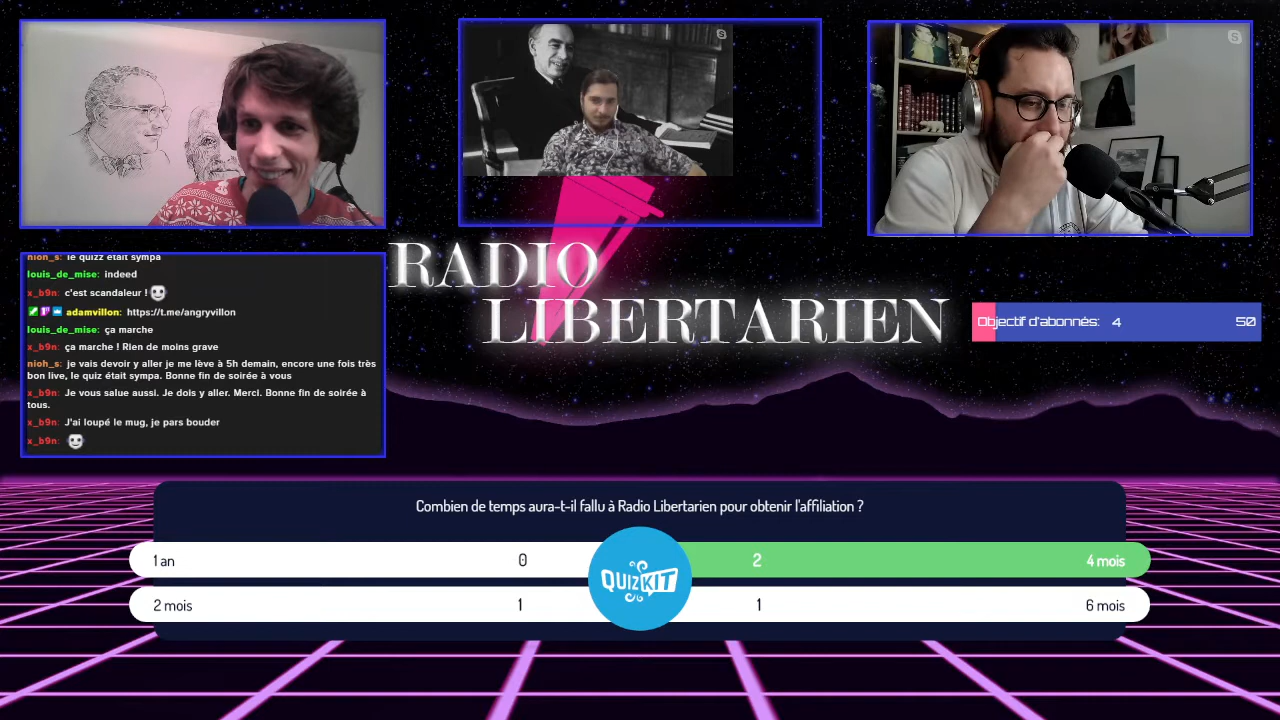 RADIO
LIBERTARIEN
nioh_s: le quizz était sympa
louis_de_mise: indeed
x_b9n: c'est scandaleur !
adamvillon: https://t.me/angryvillon
louis_de_mise: ça marche
x_b9n: ça marche ! Rien de moins grave
nioh_s: je vais devoir y aller je me lève à 5h demain, encore une fois très
bon live, le quiz était sympa. Bonne fin de soirée à vous
x_b9n: Je vous salue aussi. Je dois y aller. Merci. Bonne fin de soirée à
tous.
x_b9n: J'ai loupé le mug, je pars bouder
x_b9n:
Objectif d'abonnés: 4 50
Combien de temps aura-t-il fallu à Radio Libertarien pour obtenir l'affiliation ?
1 an 0 2 4 mois
QUIZKIT
2 mois 1 1 6 mois